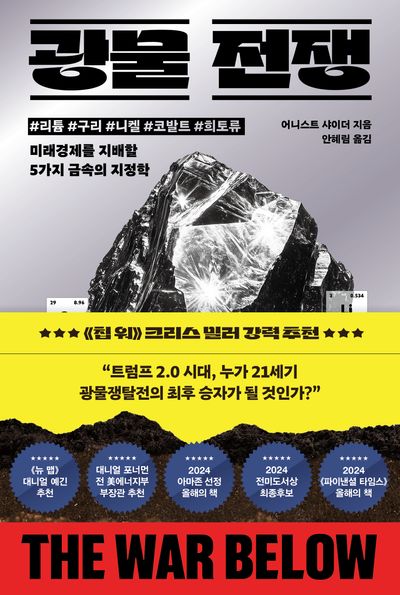 광물 전쟁
#리튬 #구리 #니켈 #코발트 #희토류
어니스트 샤이더 지음
안혜림 옮김
미래경제를 지배할
5가지 금속의 지정학
29 8.96
3 0.534
★★★ 《칩 워》 크리스 밀러 강력 추천 ★★★
“트럼프 2.0 시대, 누가 21세기
광물쟁탈전의 최후 승자가 될 것인가?”
★★★★★
《뉴 맵》
대니얼 예긴
추천
★★★★★
대니얼 포너먼
전 美에너지부
부장관 추천
★★★★★
2024
아마존 선정
올해의 책
★★★★★
2024
전미도서상
최종후보
★★★★★
2024
《파이낸셜 타임스》
올해의 책
THE WAR BELOW